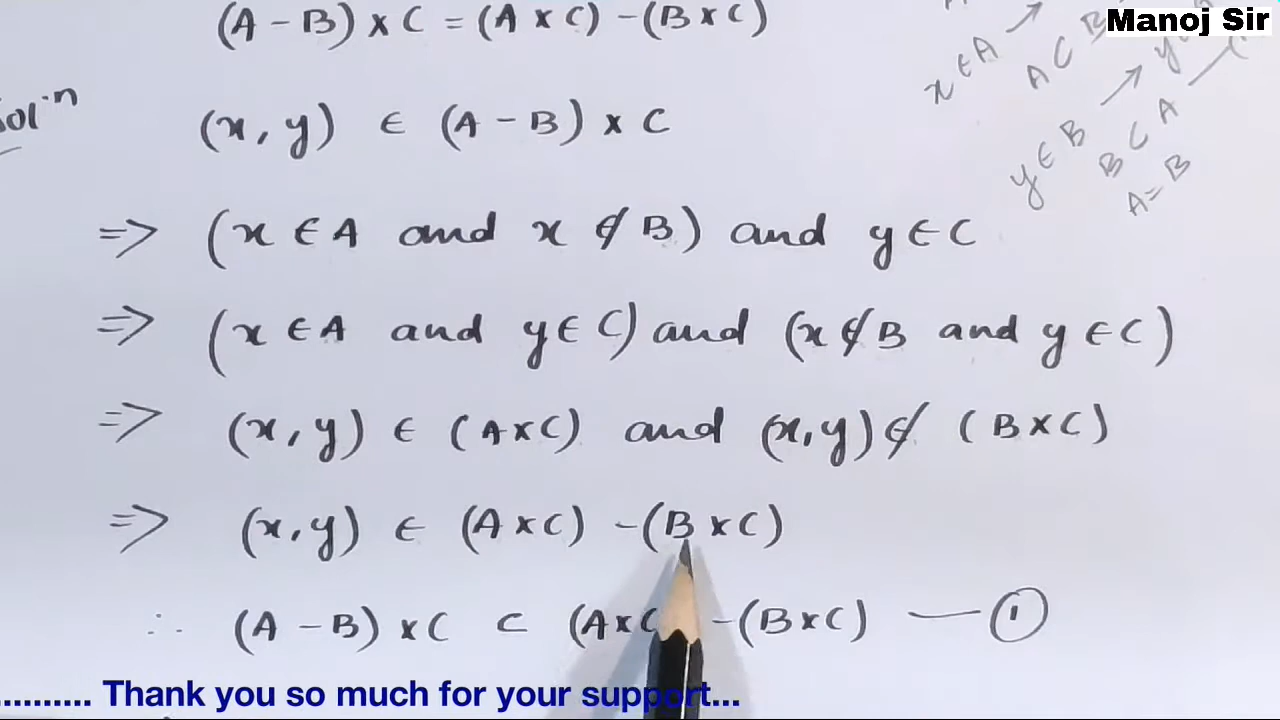 (A - B) × C = (A × C) - (B × C)
Manoj Sir
x ∈ A →
A ⊂ B
y ∈ B →
B ⊂ A
A = B
Sol·n
(x, y) ∈ (A - B) × C
=> (x ∈ A and x ∉ B) and y ∈ C
=> (x ∈ A and y ∈ C) and (x ∉ B and y ∈ C)
=> (x, y) ∈ (A × C) and (x, y) ∉ (B × C)
=> (x, y) ∈ (A × C) - (B × C)
∴ (A - B) × C ⊂ (A × C - (B × C) — ①
.......... Thank you so much for your support...